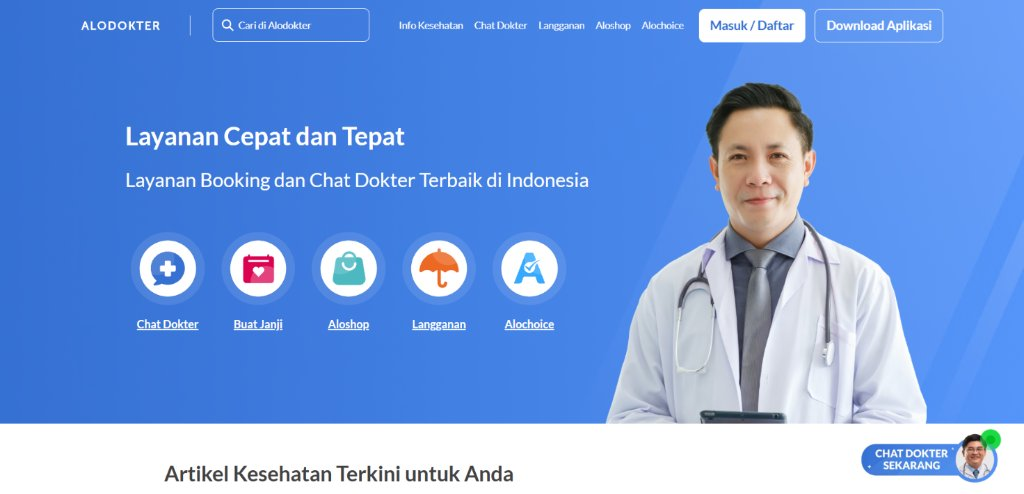 ALODOKTER
Cari di Alodokter
Info Kesehatan
Chat Dokter
Langganan
Aloshop
Alochoice
Masuk / Daftar
Download Aplikasi
Layanan Cepat dan Tepat
Layanan Booking dan Chat Dokter Terbaik di Indonesia
Chat Dokter
Buat Janji
Aloshop
Langganan
Alochoice
CHAT DOKTER
SEKARANG
Artikel Kesehatan Terkini untuk Anda